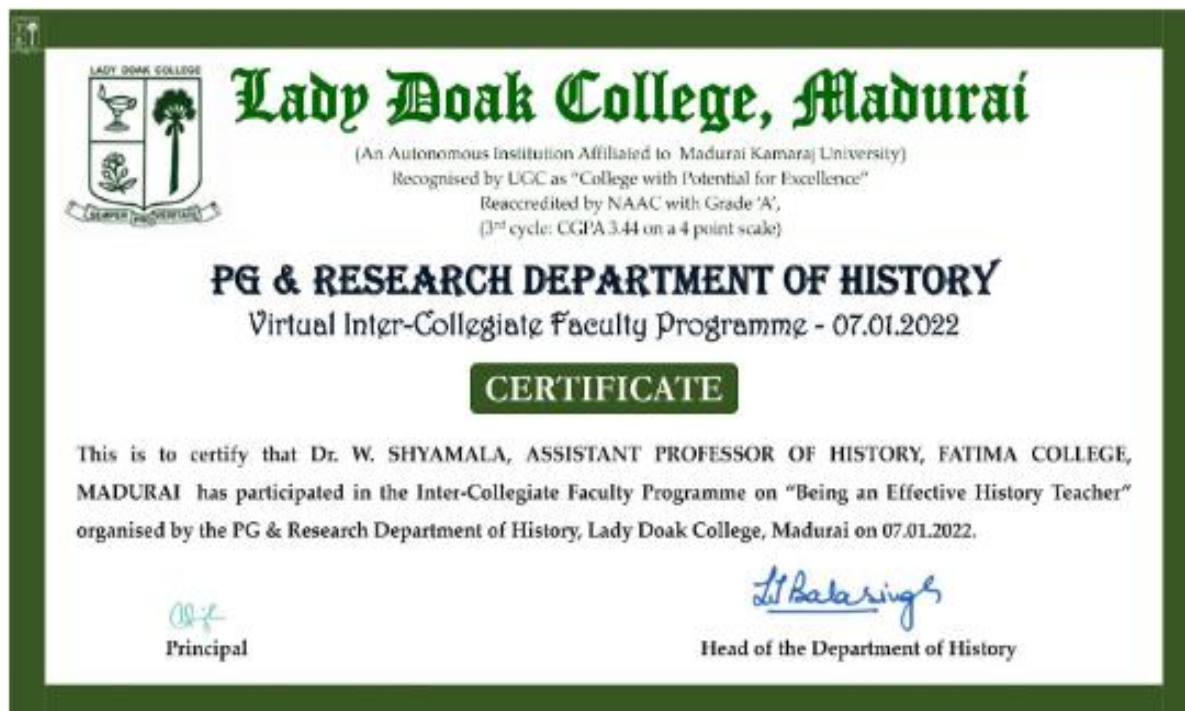 LADY DOAK COLLEGE
SEMPER PRO VERITATE
Lady Doak College, Madurai
(An Autonomous Institution Affiliated to Madurai Kamaraj University)
Recognised by UGC as "College with Potential for Excellence"
Reaccredited by NAAC with Grade 'A',
(3rd cycle: CGPA 3.44 on a 4 point scale)
PG & RESEARCH DEPARTMENT OF HISTORY
Virtual Inter-Collegiate Faculty Programme - 07.01.2022
CERTIFICATE
This is to certify that Dr. W. SHYAMALA, ASSISTANT PROFESSOR OF HISTORY, FATIMA COLLEGE,
MADURAI has participated in the Inter-Collegiate Faculty Programme on "Being an Effective History Teacher"
organised by the PG & Research Department of History, Lady Doak College, Madurai on 07.01.2022.
Balasingh
Principal
Head of the Department of History